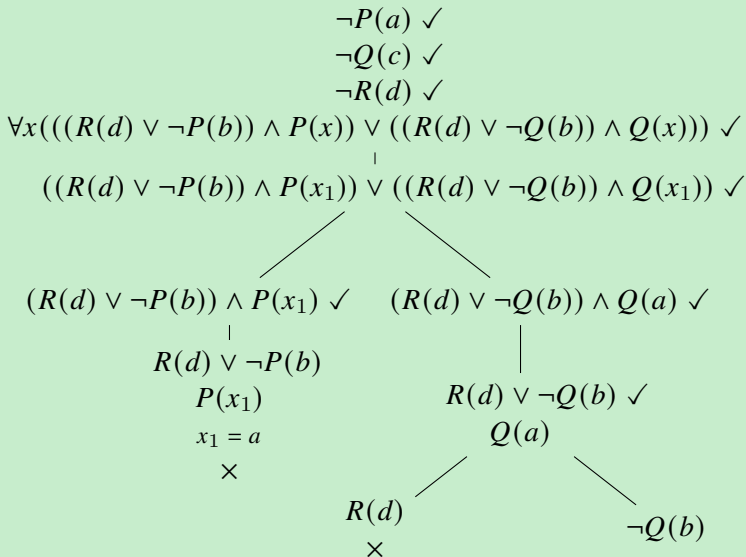 ¬P(a) ✓
¬Q(c) ✓
¬R(d) ✓
∀x(((R(d) ∨ ¬P(b)) ∧ P(x)) ∨ ((R(d) ∨ ¬Q(b)) ∧ Q(x))) ✓
((R(d) ∨ ¬P(b)) ∧ P(x₁)) ∨ ((R(d) ∨ ¬Q(b)) ∧ Q(x₁)) ✓
(R(d) ∨ ¬P(b)) ∧ P(x₁) ✓ (R(d) ∨ ¬Q(b)) ∧ Q(a) ✓
R(d) ∨ ¬P(b)
P(x₁)
x₁ = a
×
R(d) ∨ ¬Q(b) ✓
Q(a)
R(d)
×
¬Q(b)